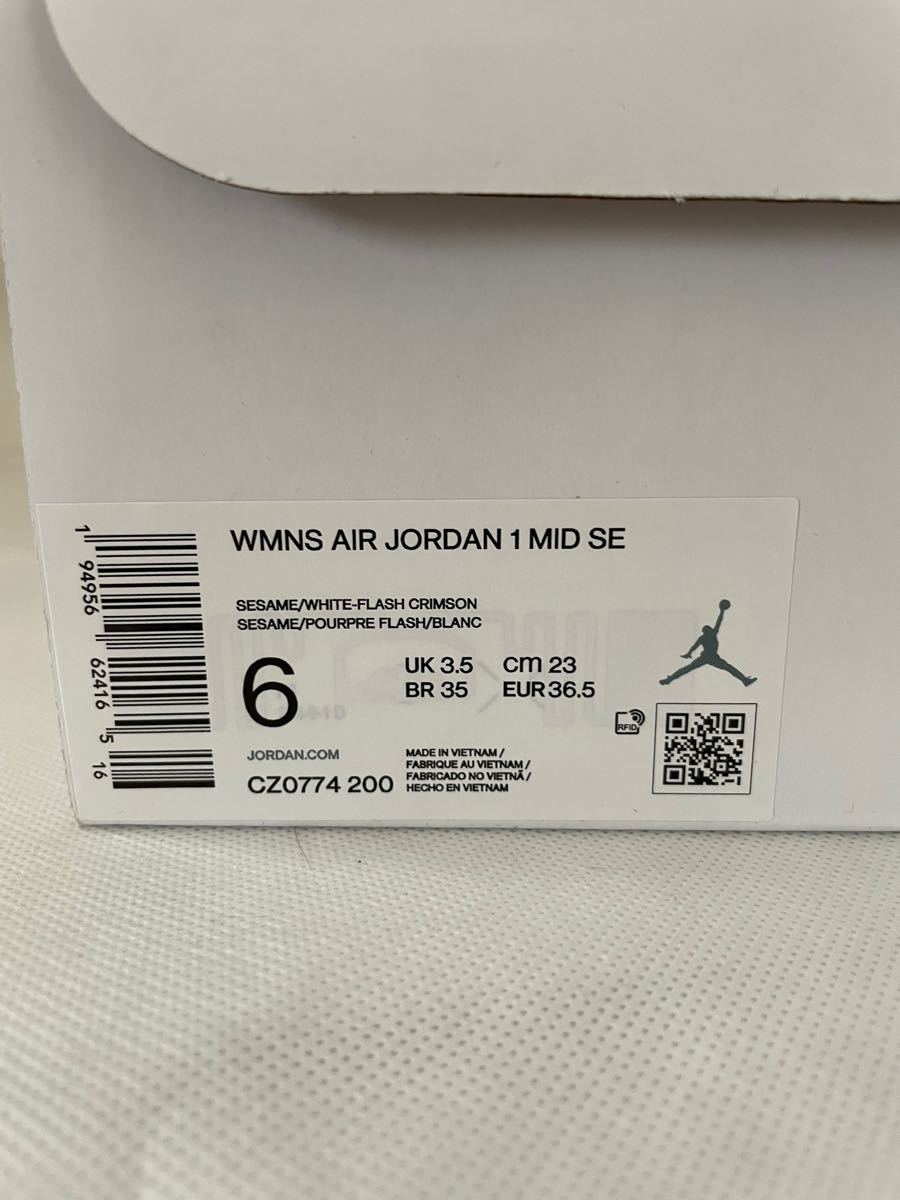 WMNS AIR JORDAN 1 MID SE
SESAME/WHITE-FLASH CRIMSON
SESAME/POURPRE FLASH/BLANC
6
UK 3.5 cm 23
BR 35 EUR 36.5
RFID
JORDAN.COM
CZ0774 200
MADE IN VIETNAM /
FABRIQUE AU VIETNAM /
FABRICADO NO VIETNÃ /
HECHO EN VIETNAM
1 94956 62416 5 16